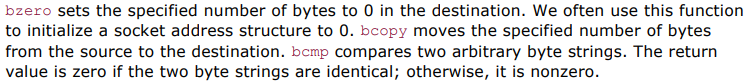 bzero sets the specified number of bytes to 0 in the destination. We often use this function
to initialize a socket address structure to 0. bcopy moves the specified number of bytes
from the source to the destination. bcmp compares two arbitrary byte strings. The return
value is zero if the two byte strings are identical; otherwise, it is nonzero.